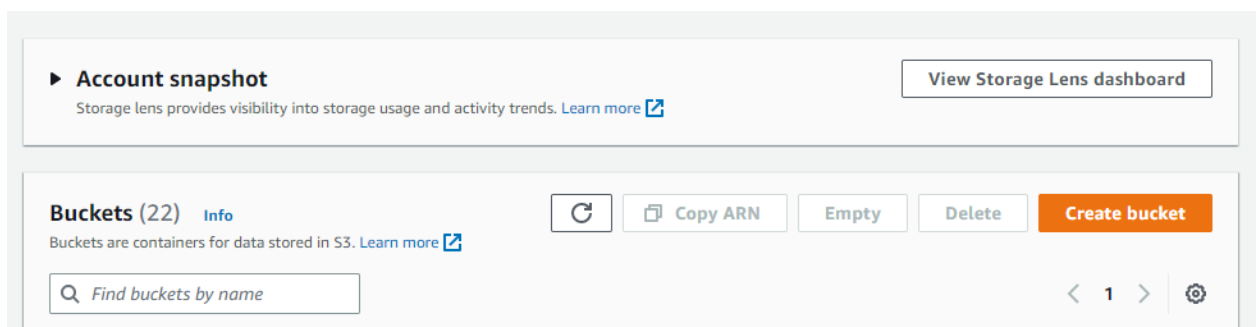 Account snapshot
View Storage Lens dashboard
Storage lens provides visibility into storage usage and activity trends. Learn more
Buckets (22) Info
Copy ARN
Empty
Delete
Create bucket
Buckets are containers for data stored in S3. Learn more
Find buckets by name
1